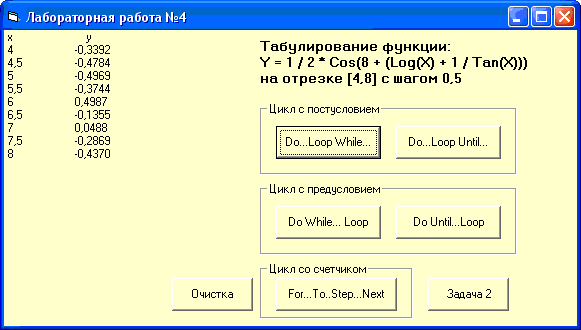 Лабораторная работа №4
x y
4 -0,3392
4,5 -0,4784
5 -0,4969
5,5 -0,3744
6 0,4987
6,5 -0,1355
7 0,0488
7,5 -0,2869
8 -0,4370
Табулирование функции:
Y = 1 / 2 * Cos(8 + (Log(X) + 1 / Tan(X)))
на отрезке [4,8] с шагом 0,5
Цикл с постусловием
Do...Loop While... Do...Loop Until...
Цикл с предусловием
Do While... Loop Do Until...Loop
Цикл со счетчиком
Очистка For...To..Step...Next Задача 2